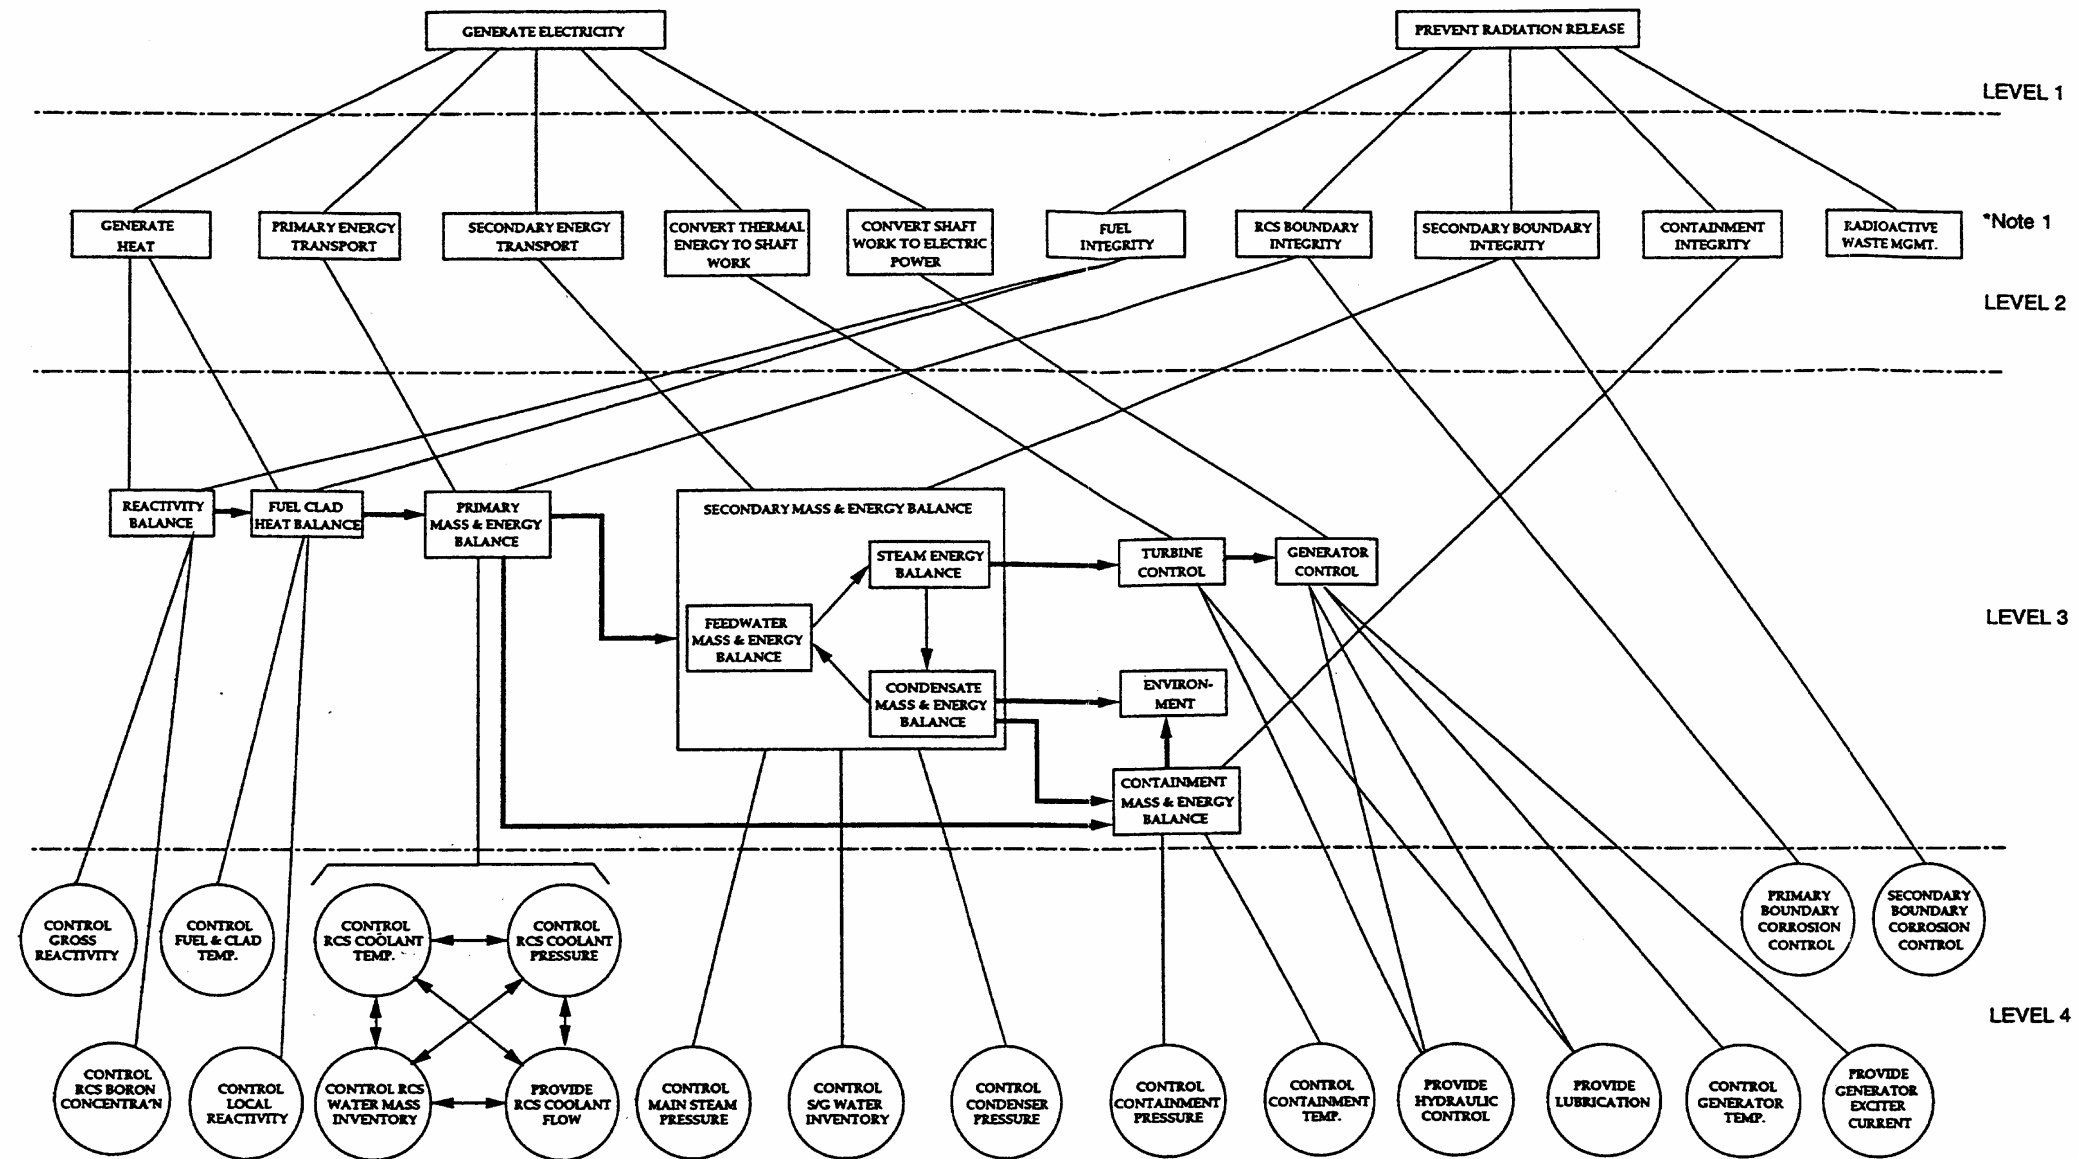 GENERATE ELECTRICITY
PREVENT RADIATION RELEASE
LEVEL 1
GENERATE
HEAT
PRIMARY ENERGY
TRANSPORT
SECONDARY ENERGY
TRANSPORT
CONVERT THERMAL
ENERGY TO SHAFT
WORK
CONVERT SHAFT
WORK TO ELECTRIC
POWER
FUEL
INTEGRITY
RCS BOUNDARY
INTEGRITY
SECONDARY BOUNDARY
INTEGRITY
CONTAINMENT
INTEGRITY
RADIOACTIVE
WASTE MGMT.
*Note 1
LEVEL 2
REACTIVITY
BALANCE
FUEL CLAD
HEAT BALANCE
PRIMARY
MASS & ENERGY
BALANCE
SECONDARY MASS & ENERGY BALANCE
STEAM ENERGY
BALANCE
FEEDWATER
MASS & ENERGY
BALANCE
CONDENSATE
MASS & ENERGY
BALANCE
TURBINE
CONTROL
GENERATOR
CONTROL
ENVIRON-
MENT
CONTAINMENT
MASS & ENERGY
BALANCE
LEVEL 3
CONTROL
GROSS
REACTIVITY
CONTROL
FUEL & CLAD
TEMP.
CONTROL
RCS COOLANT
TEMP.
CONTROL
RCS COOLANT
PRESSURE
PRIMARY
BOUNDARY
CORROSION
CONTROL
SECONDARY
BOUNDARY
CORROSION
CONTROL
LEVEL 4
CONTROL
RCS BORON
CONCENTRA'N
CONTROL
LOCAL
REACTIVITY
CONTROL RCS
WATER MASS
INVENTORY
PROVIDE
RCS COOLANT
FLOW
CONTROL
MAIN STEAM
PRESSURE
CONTROL
S/G WATER
INVENTORY
CONTROL
CONDENSER
PRESSURE
CONTROL
CONTAINMENT
PRESSURE
CONTROL
CONTAINMENT
TEMP.
PROVIDE
HYDRAULIC
CONTROL
PROVIDE
LUBRICATION
CONTROL
GENERATOR
TEMP.
PROVIDE
GENERATOR
EXCITER
CURRENT